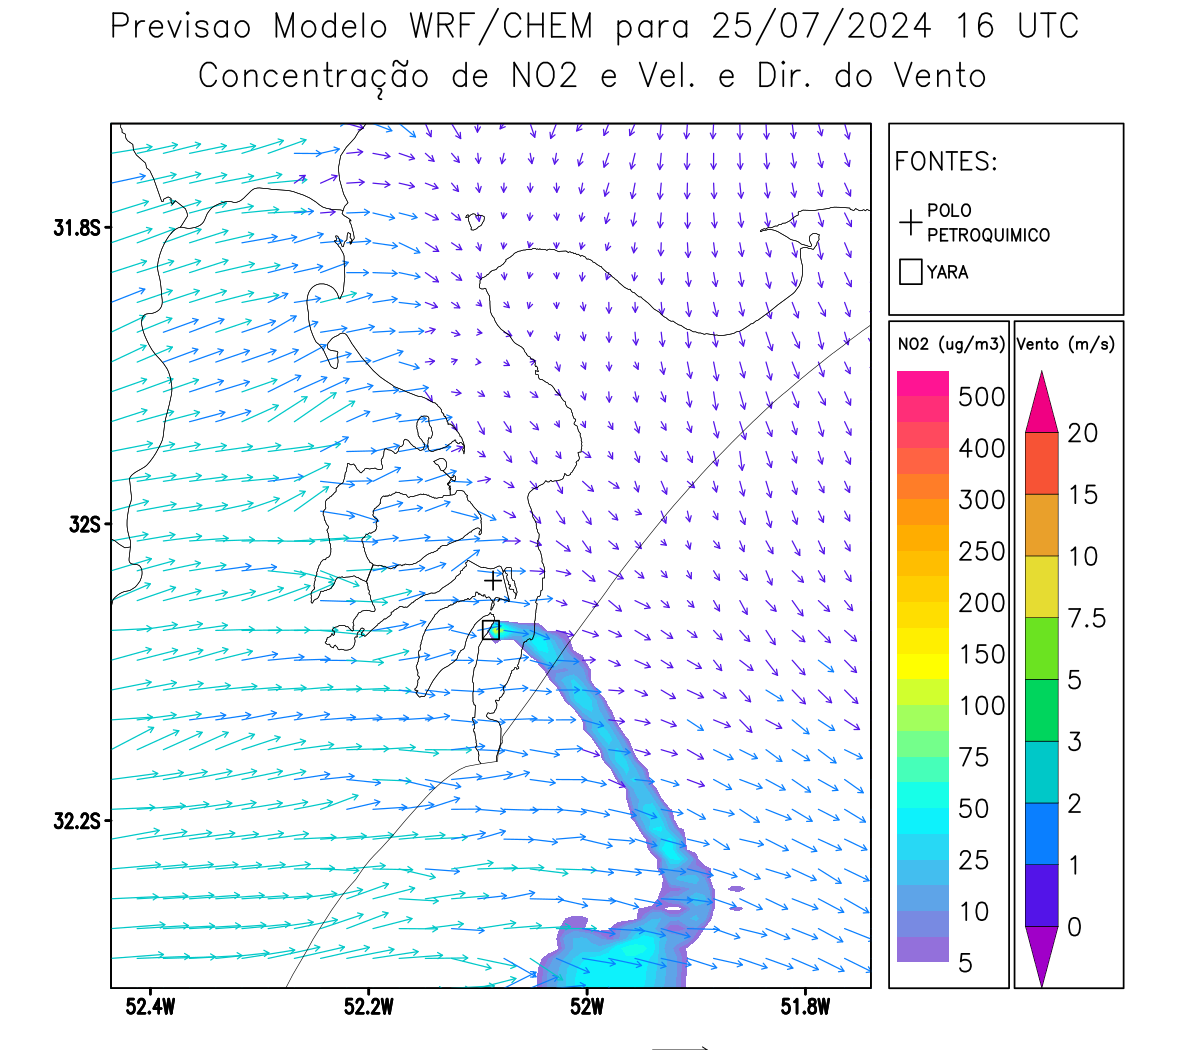 Previsao Modelo WRF/CHEM para 25/07/2024 16 UTC
Concentração de NO2 e Vel. e Dir. do Vento
FONTES:
POLO
PETROQUIMICO
YARA
NO2 (ug/m3)
500
400
300
250
200
150
100
75
50
25
10
5
Vento (m/s)
20
15
10
7.5
5
3
2
1
0
31.8S
32S
32.2S
52.4W
52.2W
52W
51.8W